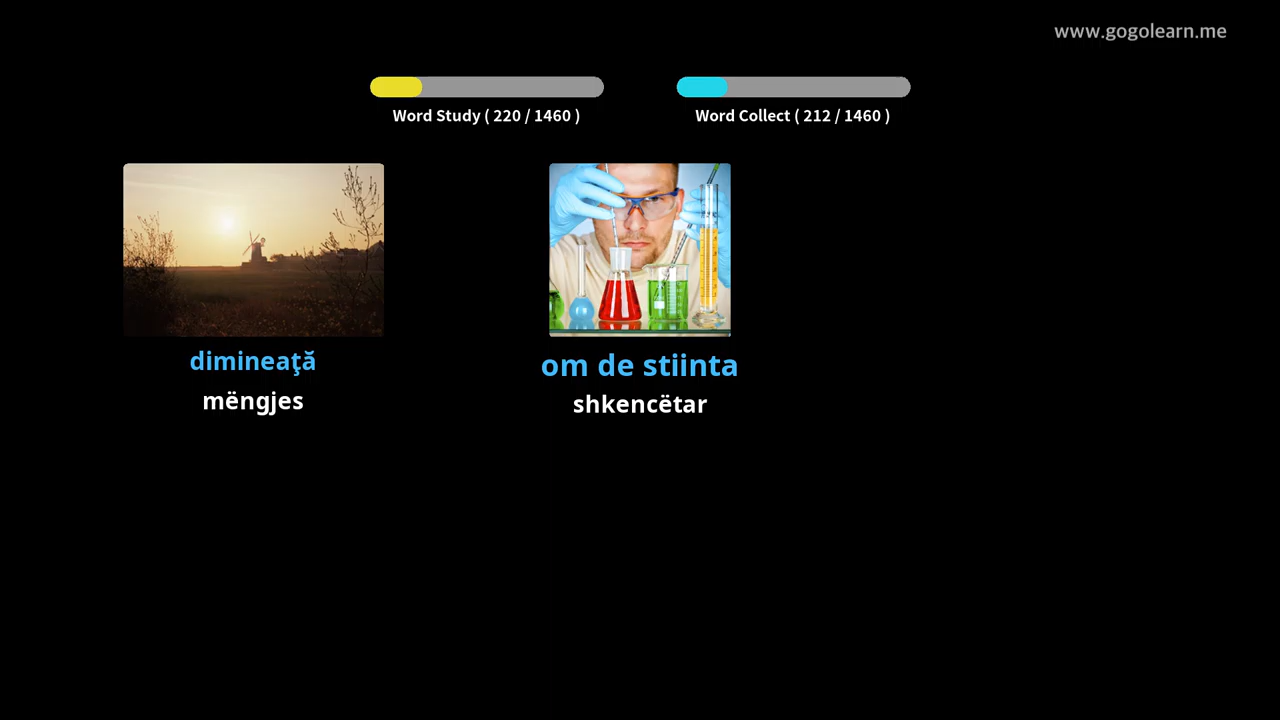 www.gogolearn.me
Word Study ( 220 / 1460 )
Word Collect ( 212 / 1460 )
dimineaţă
mëngjes
om de stiinta
shkencëtar